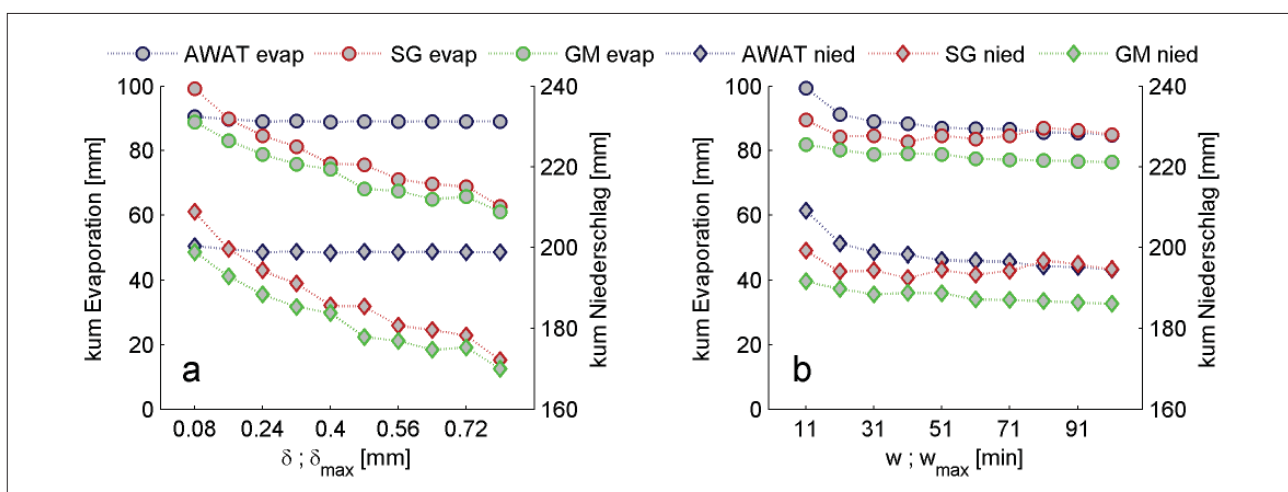 AWAT evap SG evap GM evap AWAT nied SG nied GM nied
kum Evaporation [mm]
100
80
60
40
20
0
240
220
200
180
160
kum Niederschlag [mm]
a
0.08 0.24 0.4 0.56 0.72
δ ; δmax [mm]
kum Evaporation [mm]
100
80
60
40
20
0
240
220
200
180
160
kum Niederschlag [mm]
b
11 31 51 71 91
w ; wmax [min]